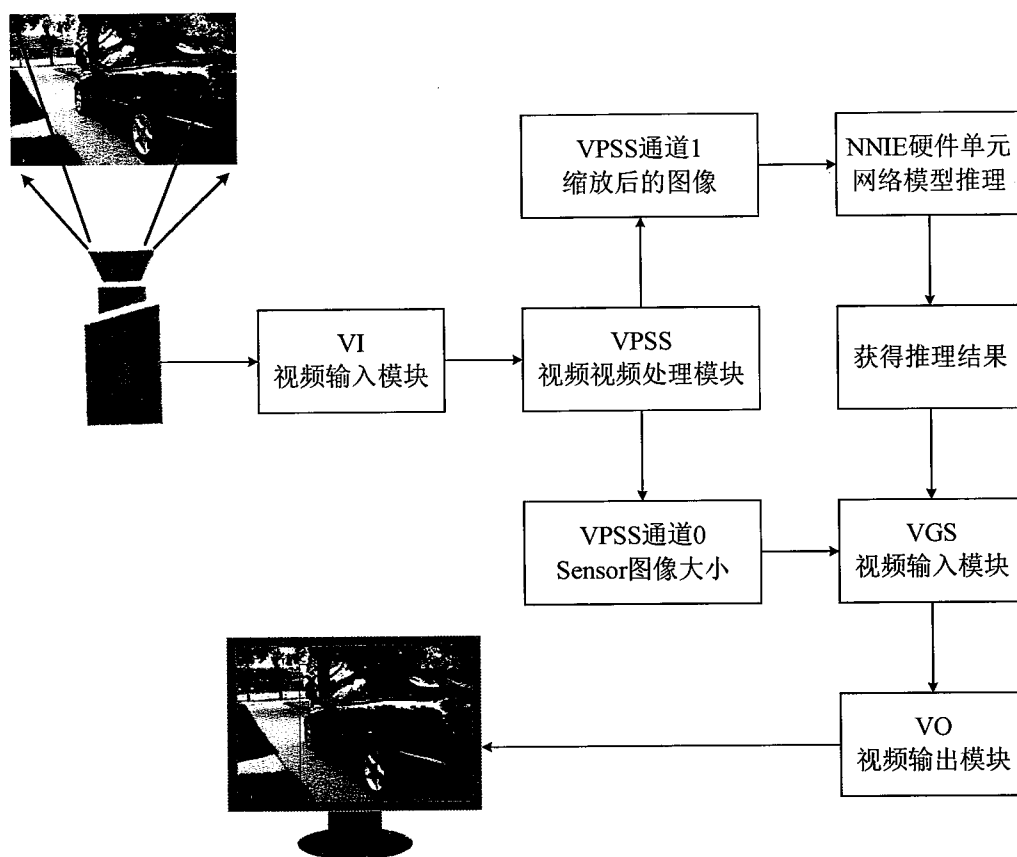 VPSS通道1
缩放后的图像
NNIE硬件单元
网络模型推理
VI
视频输入模块
VPSS
视频视频处理模块
获得推理结果
VPSS通道0
Sensor图像大小
VGS
视频输入模块
VO
视频输出模块